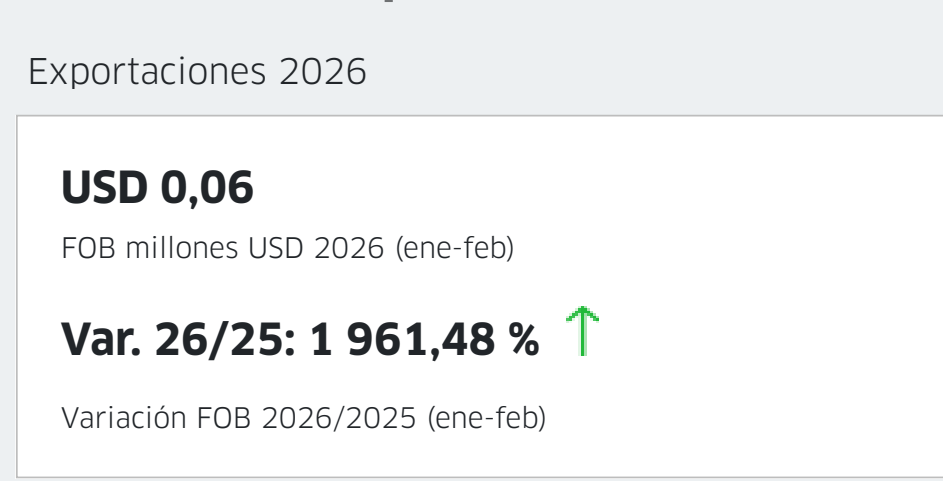 Exportaciones 2026
USD 0,06
FOB millones USD 2026 (ene-feb)
Var. 26/25: 1 961,48 %
Variación FOB 2026/2025 (ene-feb)